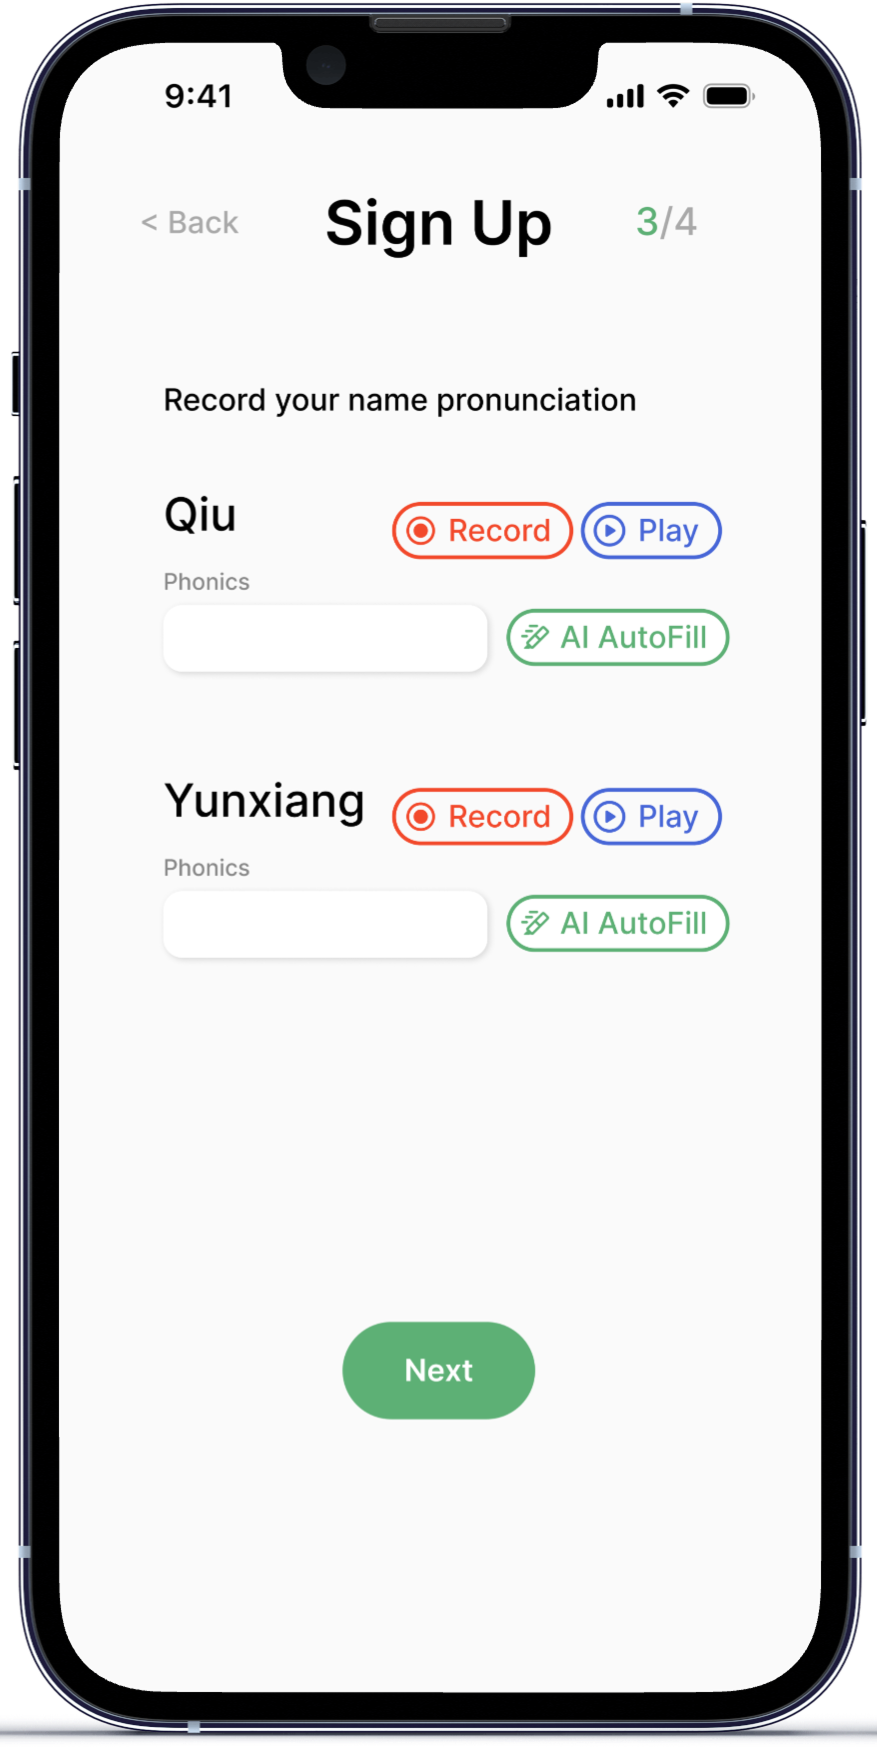 9:41
< Back Sign Up 3/4
Record your name pronunciation
Qiu Record Play
Phonics
AI AutoFill
Yunxiang Record Play
Phonics
AI AutoFill
Next